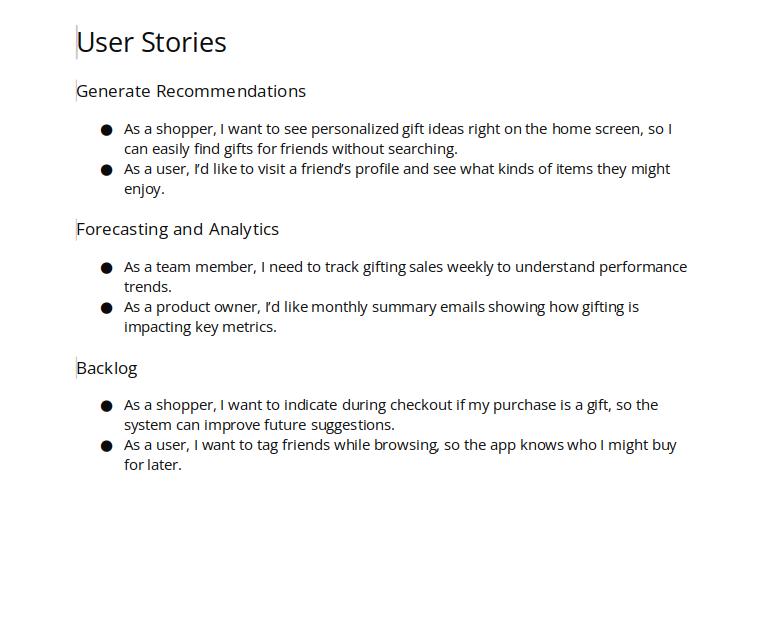 User Stories
Generate Recommendations
● As a shopper, I want to see personalized gift ideas right on the home screen, so I
can easily find gifts for friends without searching.
● As a user, I’d like to visit a friend’s profile and see what kinds of items they might
enjoy.
Forecasting and Analytics
● As a team member, I need to track gifting sales weekly to understand performance
trends.
● As a product owner, I’d like monthly summary emails showing how gifting is
impacting key metrics.
Backlog
● As a shopper, I want to indicate during checkout if my purchase is a gift, so the
system can improve future suggestions.
● As a user, I want to tag friends while browsing, so the app knows who I might buy
for later.